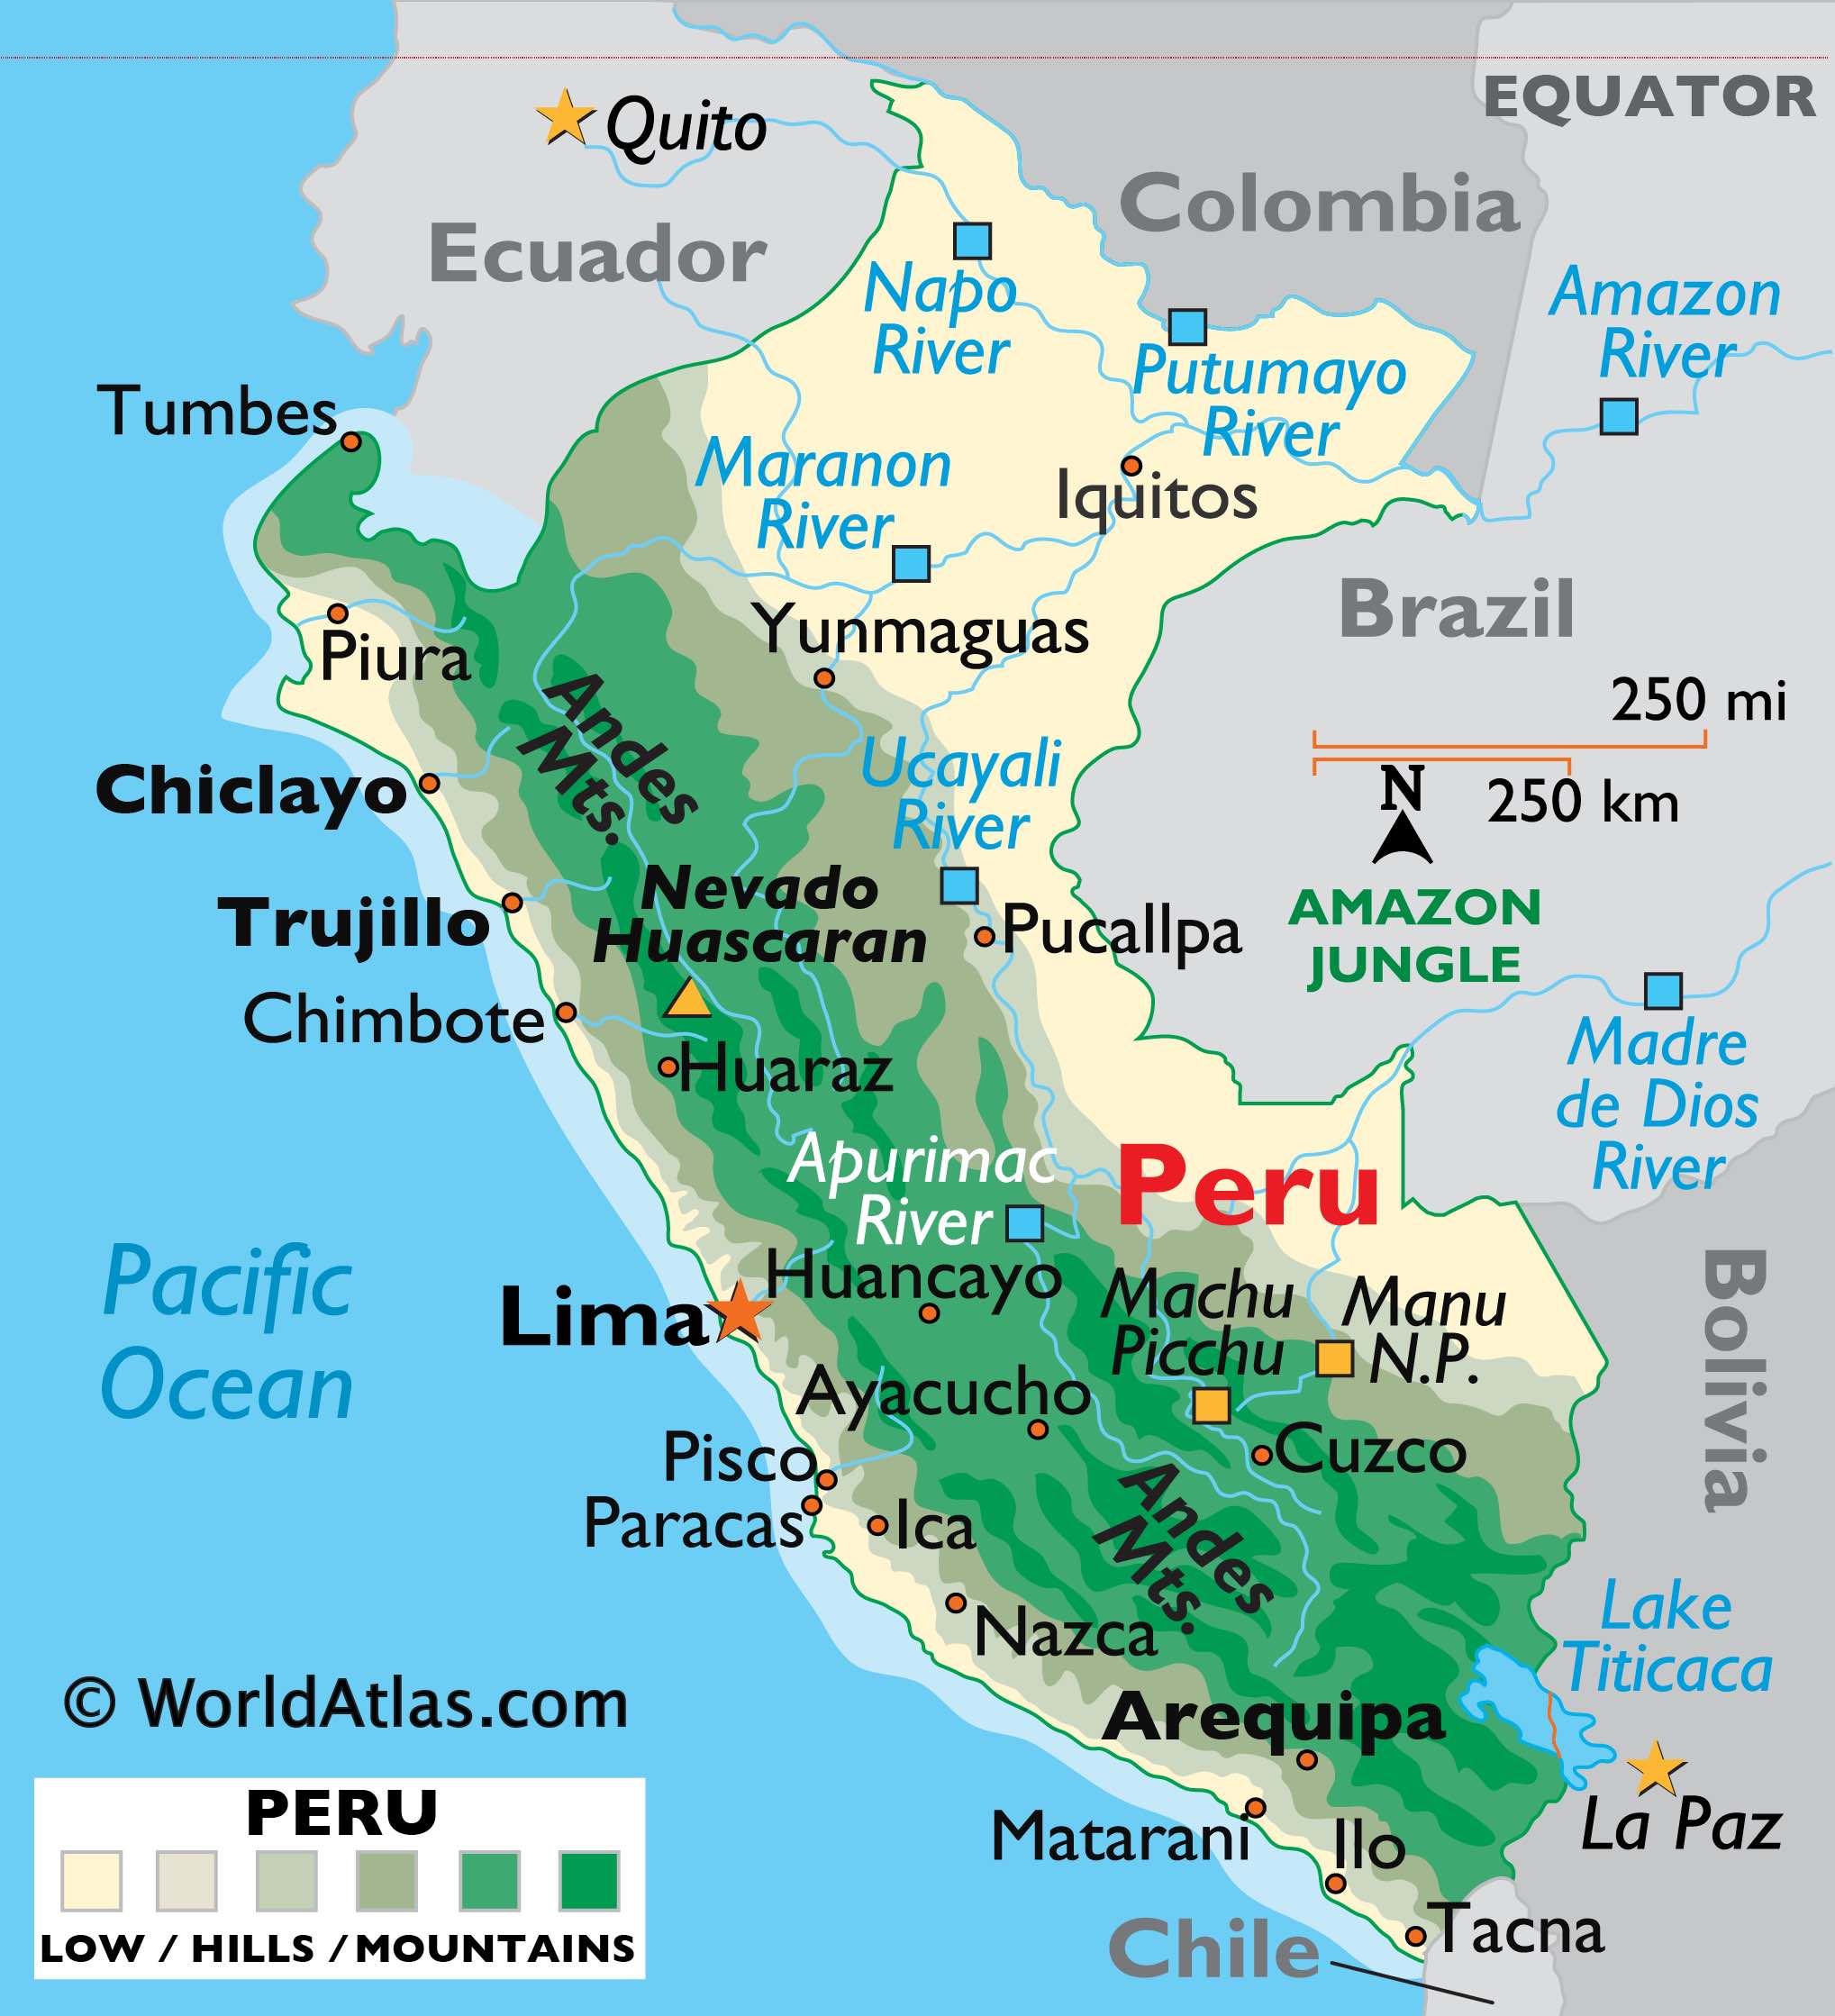 EQUATOR
Quito
Colombia
Ecuador
Napo
River
Amazon
River
Putumayo
River
Tumbes
Maranon
River
Iquitos
Brazil
Yunmaguas
Piura
250 mi
Andes
Mts.
Ucayali
River
N
250 km
Chiclayo
Nevado
Huascaran
AMAZON
JUNGLE
Trujillo
Pucallpa
Chimbote
Huaraz
Madre
de Dios
River
Apurimac
River
Peru
Pacific
Ocean
Huancayo
Lima
Machu
Picchu
Manu
N.P.
Bolivia
Ayacucho
Pisco
Cuzco
Paracas
Ica
Andes
Mts.
Nazca
Lake
Titicaca
© WorldAtlas.com
Arequipa
La Paz
Matarani
Ilo
Tacna
Chile
PERU
LOW / HILLS / MOUNTAINS